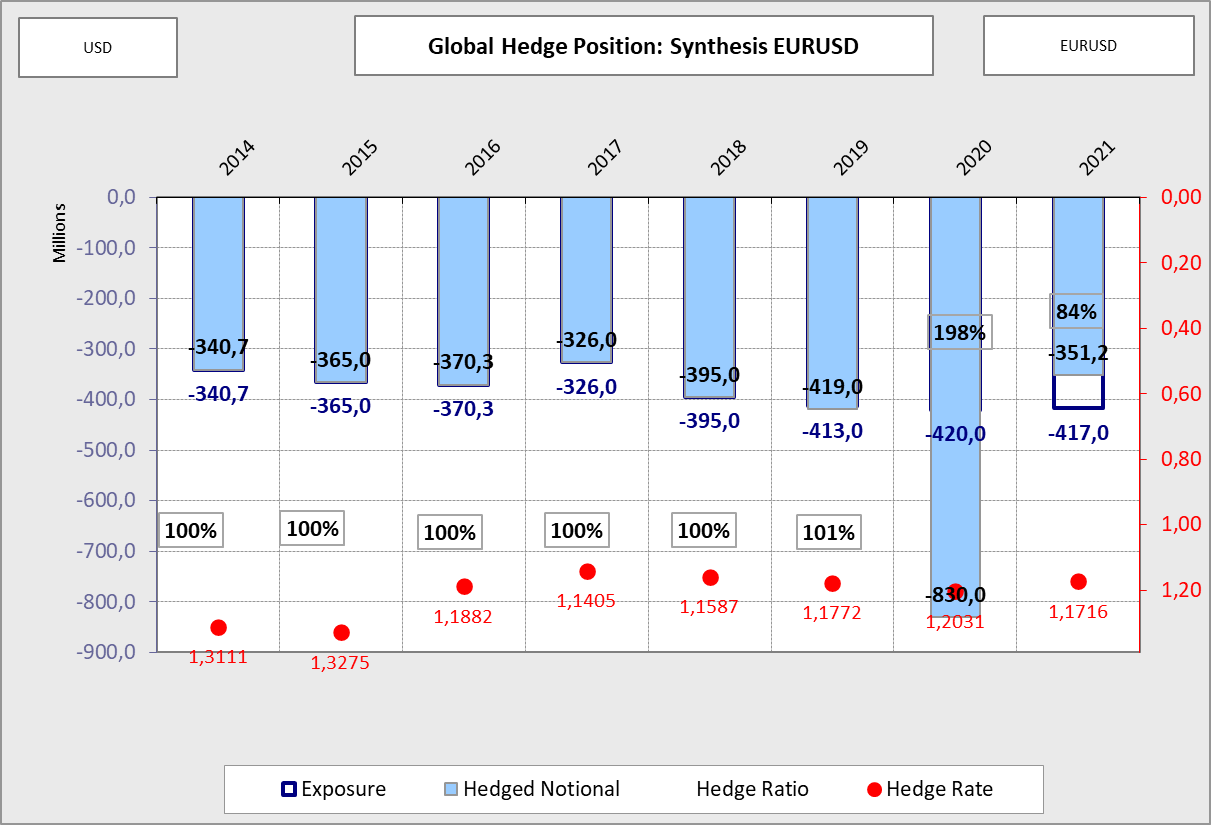 USD
Global Hedge Position: Synthesis EURUSD
EURUSD
2014 2015 2016 2017 2018 2019 2020 2021
Millions
0,0
-100,0
-200,0
-300,0
-400,0
-500,0
-600,0
-700,0
-800,0
-900,0
0,00
0,20
0,40
0,60
0,80
1,00
1,20
84%
198%
-340,7 -365,0 -370,3 -326,0 -395,0 -419,0 -830,0 -351,2
-340,7 -365,0 -370,3 -326,0 -395,0 -413,0 -420,0 -417,0
100% 100% 100% 100% 100% 101%
1,3111 1,3275 1,1882 1,1405 1,1587 1,1772 1,2031 1,1716
Exposure Hedged Notional Hedge Ratio Hedge Rate